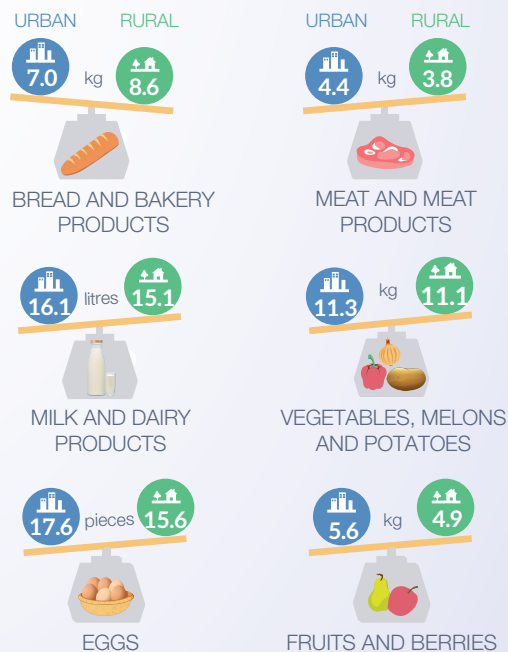 URBAN RURAL URBAN RURAL
7.0 kg 8.6 4.4 kg 3.8
BREAD AND BAKERY
PRODUCTS
MEAT AND MEAT
PRODUCTS
16.1 litres 15.1 11.3 kg 11.1
MILK AND DAIRY
PRODUCTS
VEGETABLES, MELONS
AND POTATOES
17.6 pieces 15.6 5.6 kg 4.9
EGGS
FRUITS AND BERRIES